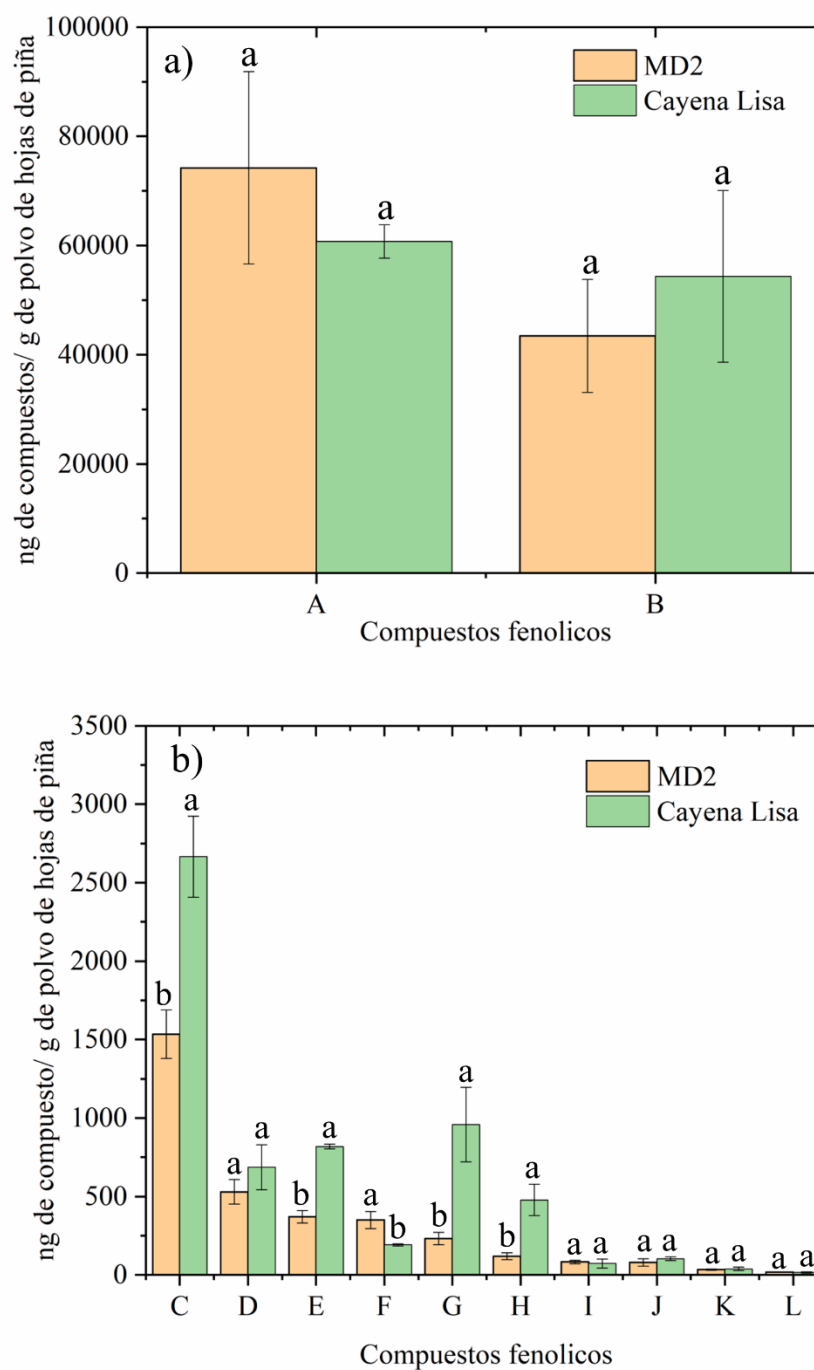 a)
MD2
Cayena Lisa
a
a
a
a
ng de compuestos/ g de polvo de hojas de piña
100000
80000
60000
40000
20000
0
A B
Compuestos fenolicos
b)
MD2
Cayena Lisa
b a
a a
b a
a b
b a
b a
a a
a a
a a
a a
ng de compuesto/ g de polvo de hojas de piña
3500
3000
2500
2000
1500
1000
500
0
C D E F G H I J K L
Compuestos fenolicos